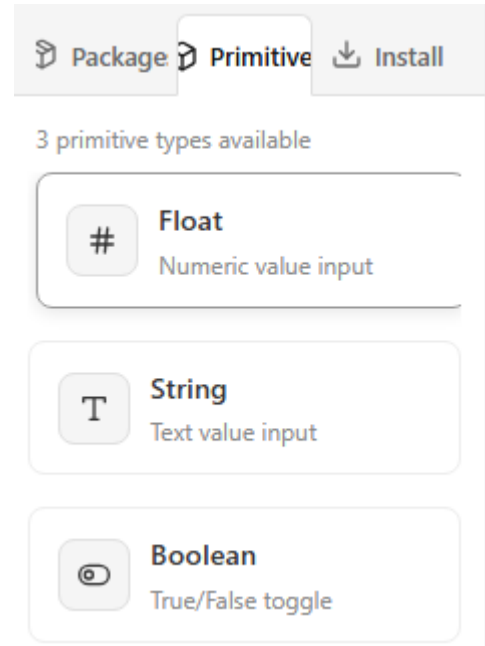 Package
Primitive
Install
3 primitive types available
#
Float
Numeric value input
T
String
Text value input
Boolean
True/False toggle